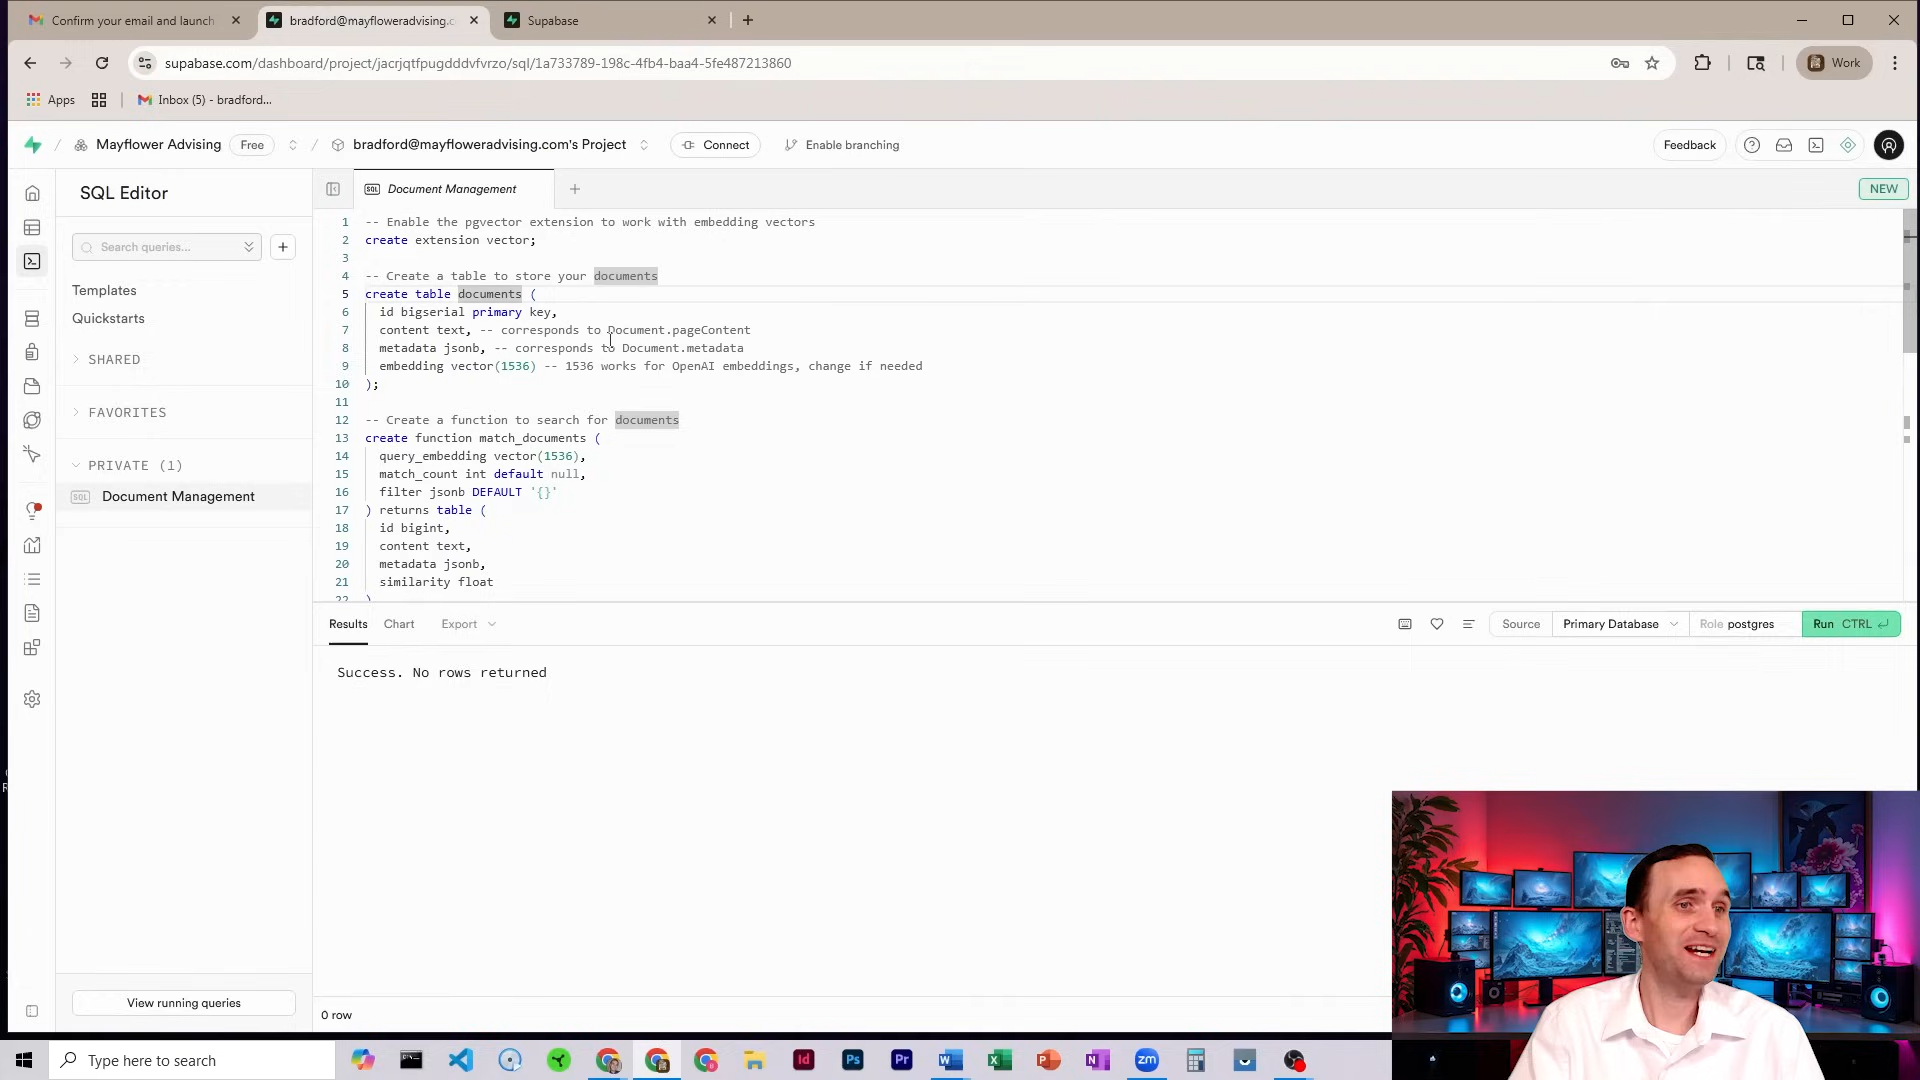 Confirm your email and launch
bradford@mayfloweradvising.c
Supabase
supabase.com/dashboard/project/jacrjqtfpugdddvfvrzo/sql/1a733789-198c-4fb4-baa4-5fe487213860
Work
Apps
Inbox (5) - bradford...
/ Mayflower Advising Free / bradford@mayfloweradvising.com's Project Connect Enable branching
Feedback
SQL Editor
SQL Document Management
NEW
Search queries...
Templates
Quickstarts
SHARED
FAVORITES
PRIVATE (1)
SQL Document Management
View running queries
1 -- Enable the pgvector extension to work with embedding vectors
2 create extension vector;
3
4 -- Create a table to store your documents
5 create table documents (
6 id bigserial primary key,
7 content text, -- corresponds to Document.pageContent
8 metadata jsonb, -- corresponds to Document.metadata
9 embedding vector(1536) -- 1536 works for OpenAI embeddings, change if needed
10 );
11
12 -- Create a function to search for documents
13 create function match_documents (
14 query_embedding vector(1536),
15 match_count int default null,
16 filter jsonb DEFAULT '{}'
17 ) returns table (
18 id bigint,
19 content text,
20 metadata jsonb,
21 similarity float
22 )
Results Chart Export
Source Primary Database Role postgres Run CTRL
Success. No rows returned
0 row
Type here to search
Id Ps Pr zm